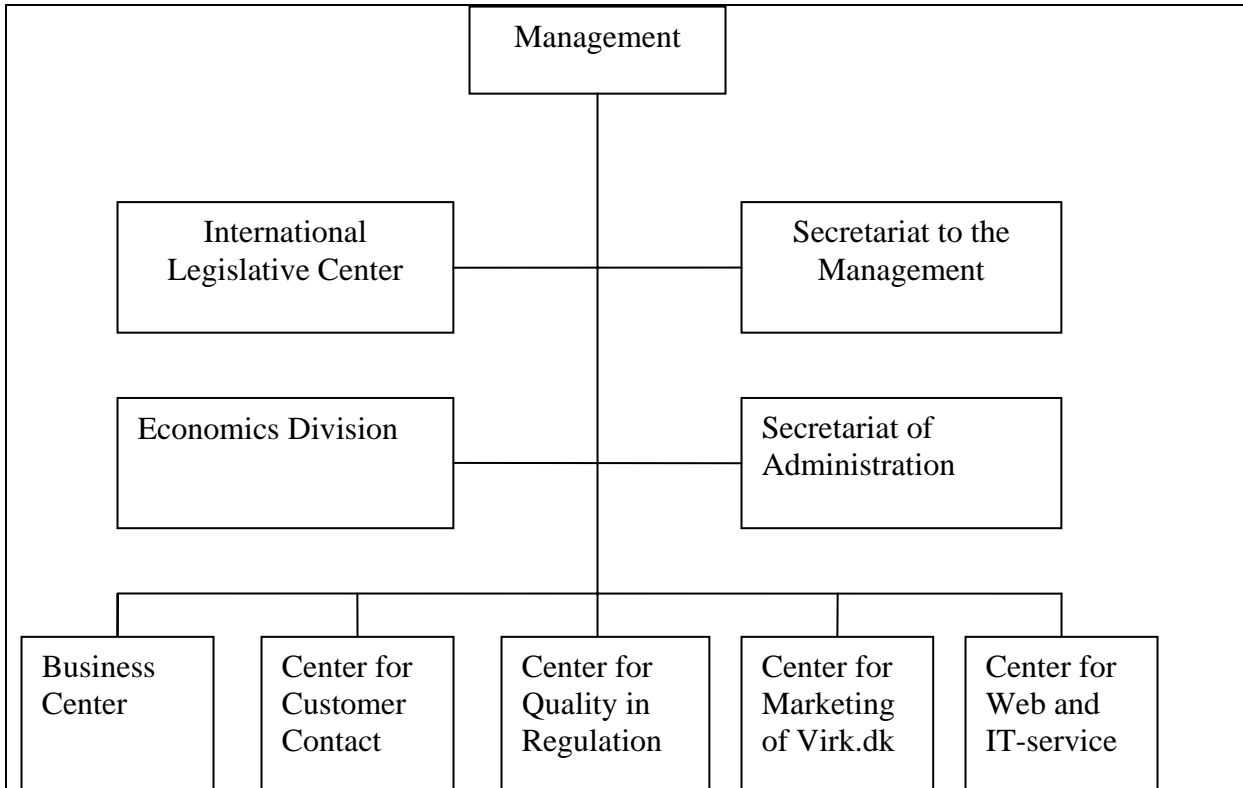 Management
International
Legislative Center
Secretariat to the
Management
Economics Division
Secretariat of
Administration
Business
Center
Center for
Customer
Contact
Center for
Quality in
Regulation
Center for
Marketing
of Virk.dk
Center for
Web and
IT-service